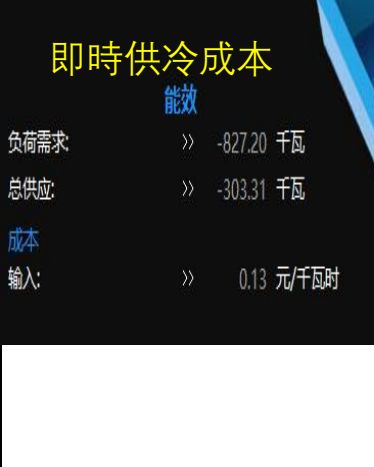 即時供冷成本
能效
负荷需求: >> -827.20 千瓦
总供应: >> -303.31 千瓦
成本
输入: >> 0.13 元/千瓦时